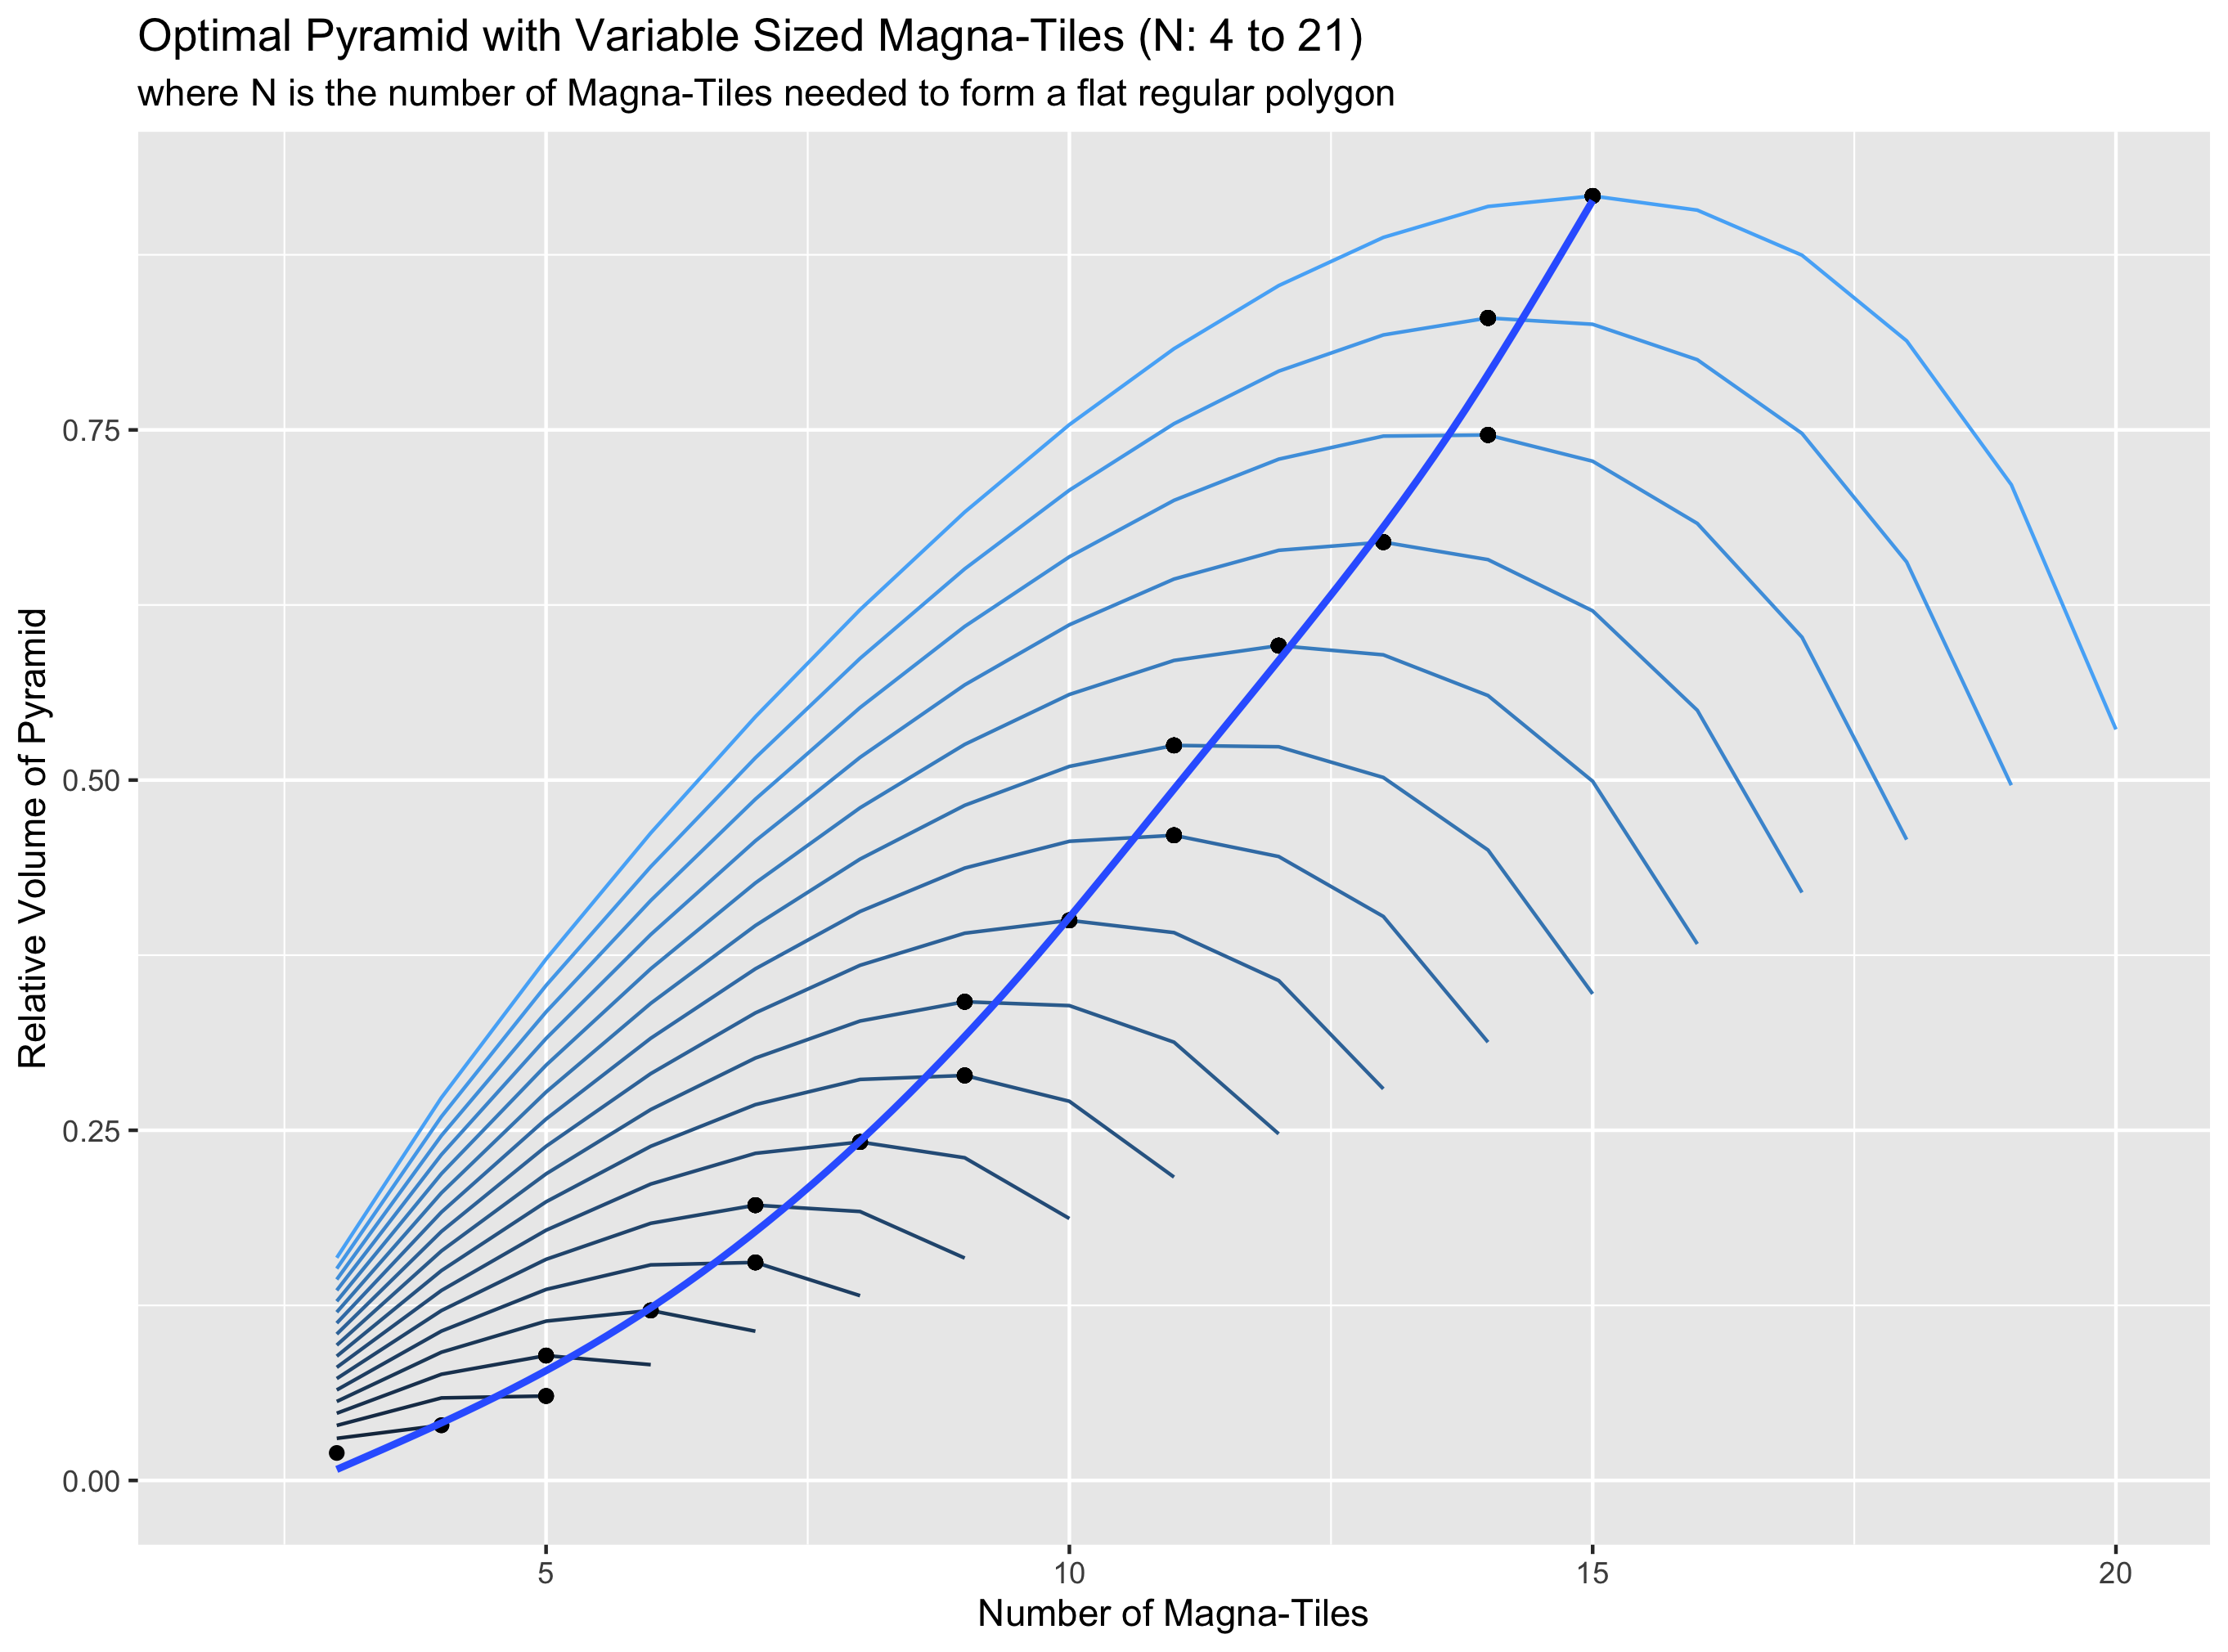 Optimal Pyramid with Variable Sized Magna-Tiles (N: 4 to 21)
where N is the number of Magna-Tiles needed to form a flat regular polygon
Relative Volume of Pyramid
0.75
0.50
0.25
0.00
5
10
15
20
Number of Magna-Tiles